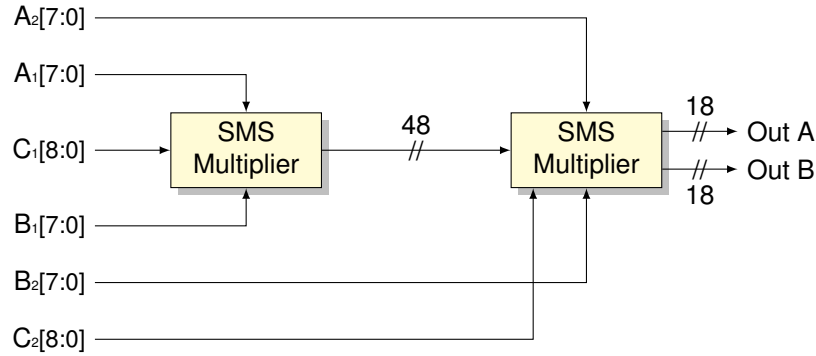 A₂[7:0]
A₁[7:0]
C₁[8:0]
B₁[7:0]
B₂[7:0]
C₂[8:0]
SMS
Multiplier
48
SMS
Multiplier
18
Out A
Out B
18